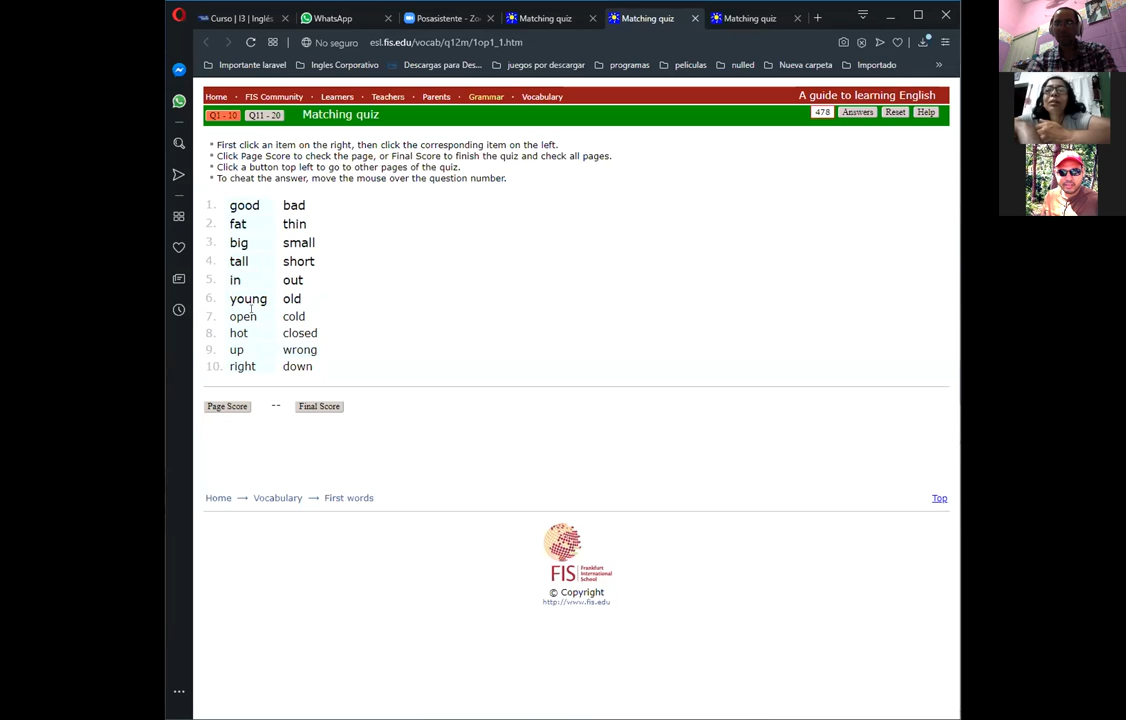 Curso | I3 | Inglés
WhatsApp
Posasistente - Zo
Matching quiz
Matching quiz
Matching quiz
No seguro
esl.fis.edu/vocab/q12m/1op1_1.htm
Importante laravel
Ingles Corporativo
Descargas para Des...
juegos por descargar
programas
peliculas
nulled
Nueva carpeta
Importado
Home · FIS Community · Learners · Teachers · Parents · Grammar · Vocabulary
A guide to learning English
Q1 - 10
Q11 - 20
Matching quiz
478
Answers
Reset
Help
* First click an item on the right, then click the corresponding item on the left.
* Click Page Score to check the page, or Final Score to finish the quiz and check all pages.
* Click a button top left to go to other pages of the quiz.
* To cheat the answer, move the mouse over the question number.
1. good bad
2. fat thin
3. big small
4. tall short
5. in out
6. young old
7. open cold
8. hot closed
9. up wrong
10. right down
Page Score -- Final Score
Home → Vocabulary → First words
Top
FIS Frankfurt International School
© Copyright
http://www.fis.edu